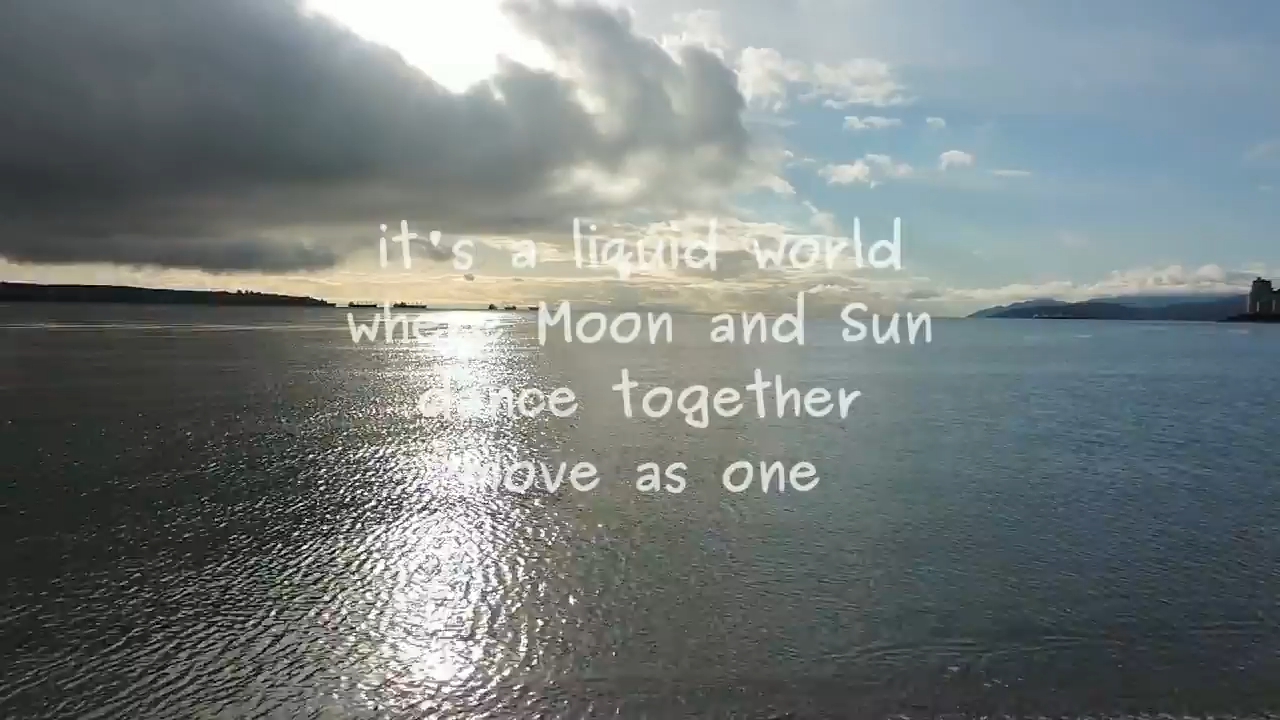 it's a liquid world
where Moon and Sun
dance together
move as one